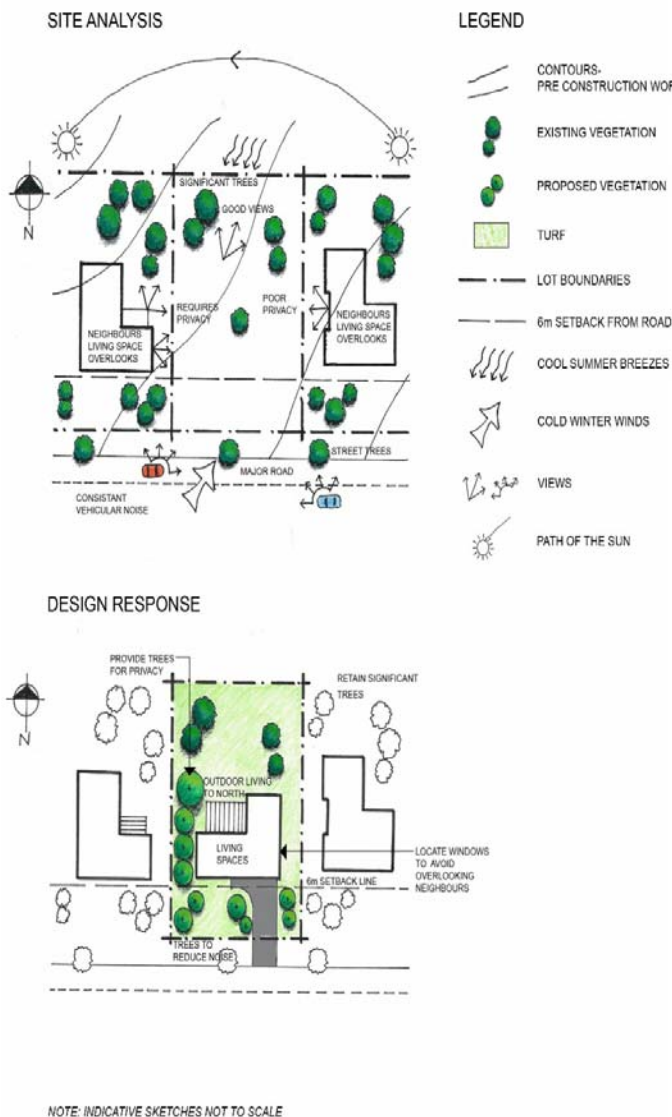 SITE ANALYSIS
N
SIGNIFICANT TREES
GOOD VIEWS
REQUIRES
PRIVACY
POOR
PRIVACY
NEIGHBOURS
LIVING SPACE
OVERLOOKS
NEIGHBOURS
LIVING SPACE
OVERLOOKS
STREET TREES
MAJOR ROAD
CONSISTANT
VEHICULAR NOISE
LEGEND
CONTOURS-
PRE CONSTRUCTION WOR
EXISTING VEGETATION
PROPOSED VEGETATION
TURF
LOT BOUNDARIES
6m SETBACK FROM ROAD
COOL SUMMER BREEZES
COLD WINTER WINDS
VIEWS
PATH OF THE SUN
DESIGN RESPONSE
N
PROVIDE TREES
FOR PRIVACY
RETAIN SIGNIFICANT
TREES
OUTDOOR LIVING
TO NORTH
LIVING
SPACES
LOCATE WINDOWS
TO AVOID
OVERLOOKING
NEIGHBOURS
6m SETBACK LINE
TREES TO
REDUCE NOISE
NOTE: INDICATIVE SKETCHES NOT TO SCALE